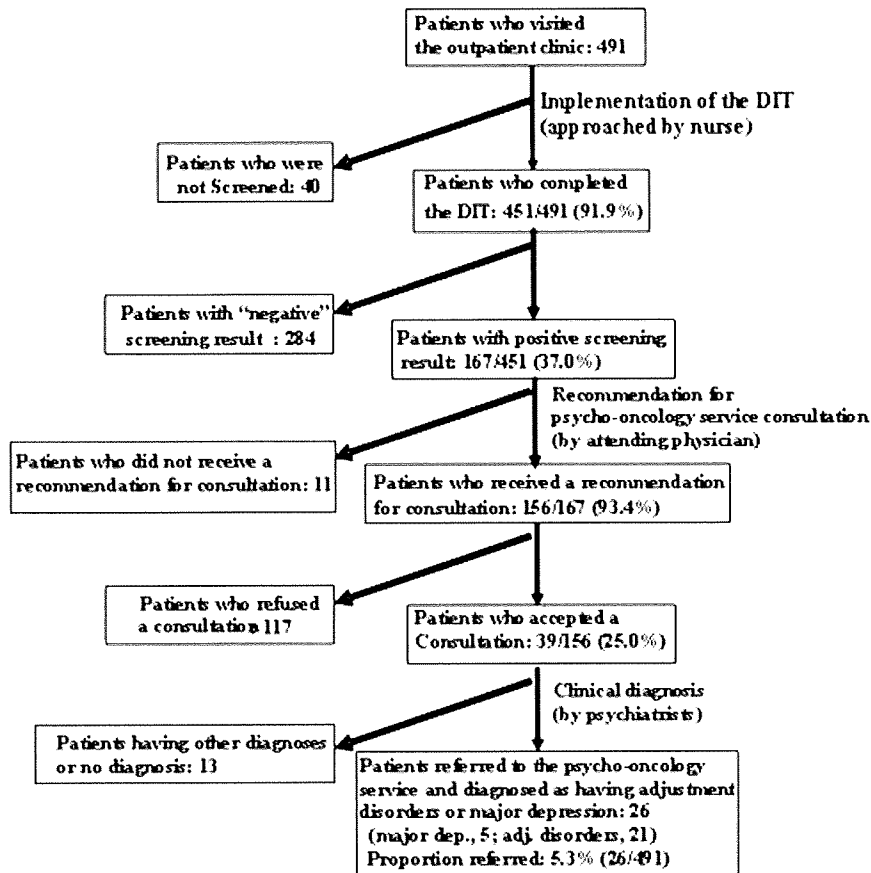 Patients who visited
the outpatient clinic: 491
Implementation of the DIT
(approached by nurse)
Patients who were
not Screened: 40
Patients who completed
the DIT: 451/491 (91.9%)
Patients with “negative”
screening result : 284
Patients with positive screening
result: 167/451 (37.0%)
Recommendation for
psycho-oncology service consultation
(by attending physician)
Patients who did not receive a
recommendation for consultation: 11
Patients who received a recommendation
for consultation: 156/167 (93.4%)
Patients who refused
a consultation: 117
Patients who accepted a
Consultation: 39/156 (25.0%)
Clinical diagnosis
(by psychiatrists)
Patients having other diagnoses
or no diagnosis: 13
Patients referred to the psycho-oncology
service and diagnosed as having adjustment
disorders or major depression: 26
(major dep., 5; adj. disorders, 21)
Proportion referred: 5.3% (26/491)